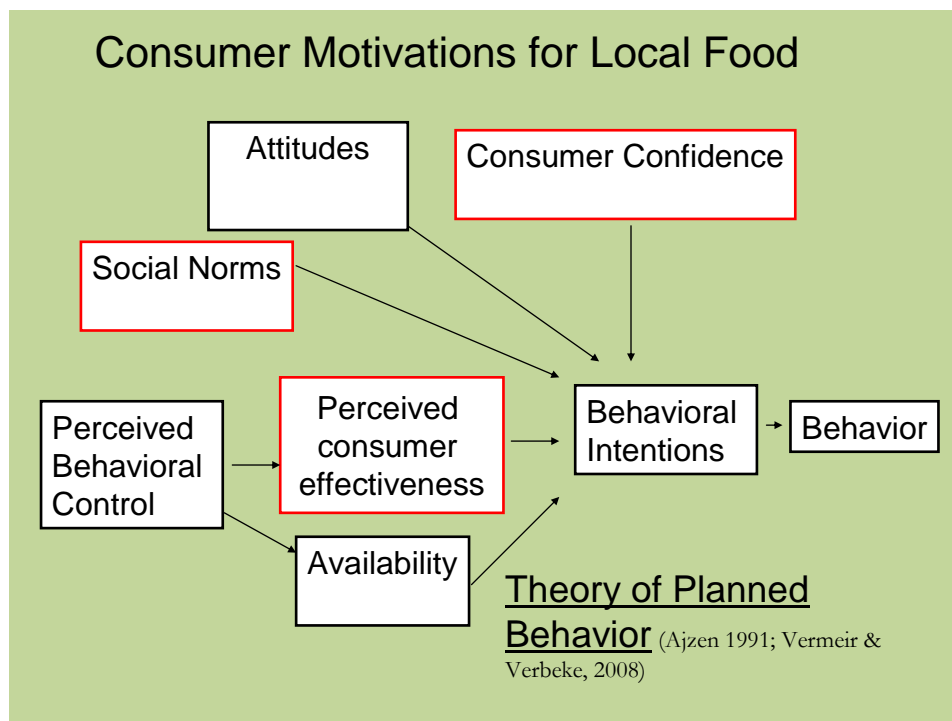 Consumer Motivations for Local Food
Attitudes
Consumer Confidence
Social Norms
Perceived
Behavioral
Control
Perceived
consumer
effectiveness
Availability
Behavioral
Intentions
Behavior
Theory of Planned
Behavior (Ajzen 1991; Vermeir &
Verbeke, 2008)